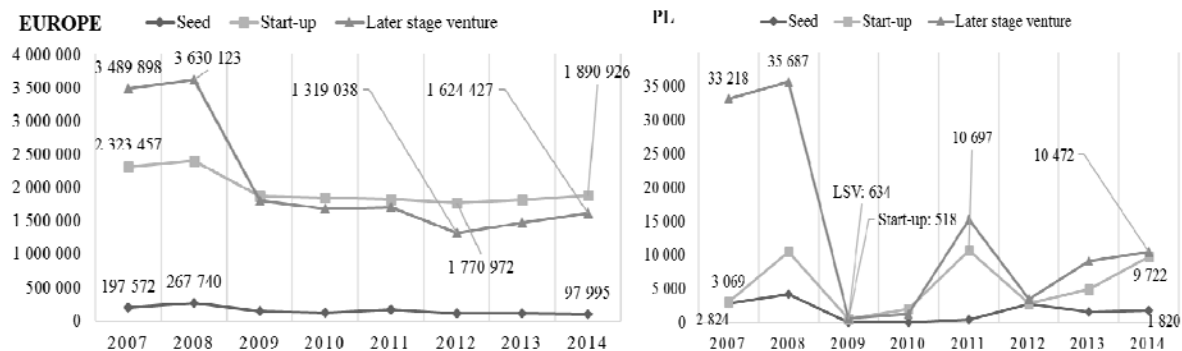 EUROPE
Seed Start-up Later stage venture
4 000 000
3 500 000
3 000 000
2 500 000
2 000 000
1 500 000
1 000 000
500 000
0
3 489 898
3 630 123
1 319 038
1 624 427
1 890 926
2 323 457
1 770 972
197 572
267 740
97 995
2007 2008 2009 2010 2011 2012 2013 2014
PL
Seed Start-up Later stage venture
35 000
30 000
25 000
20 000
15 000
10 000
5 000
0
33 218
35 687
10 697
10 472
LSV: 634
Start-up: 518
3 069
9 722
2 824
1 820
2007 2008 2009 2010 2011 2012 2013 2014